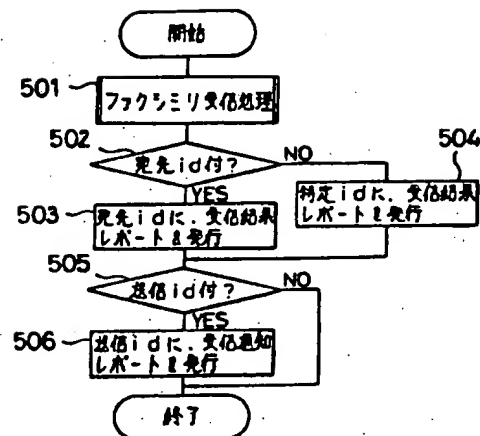 開始
501
ファクシミリ受信処理
502
宛先id付?
NO
YES
504
特定idに、受信結果
レポートを発行
503
宛先idに、受信結果
レポートを発行
505
送信id付?
NO
YES
506
送信idに、受信通知
レポートを発行
終了